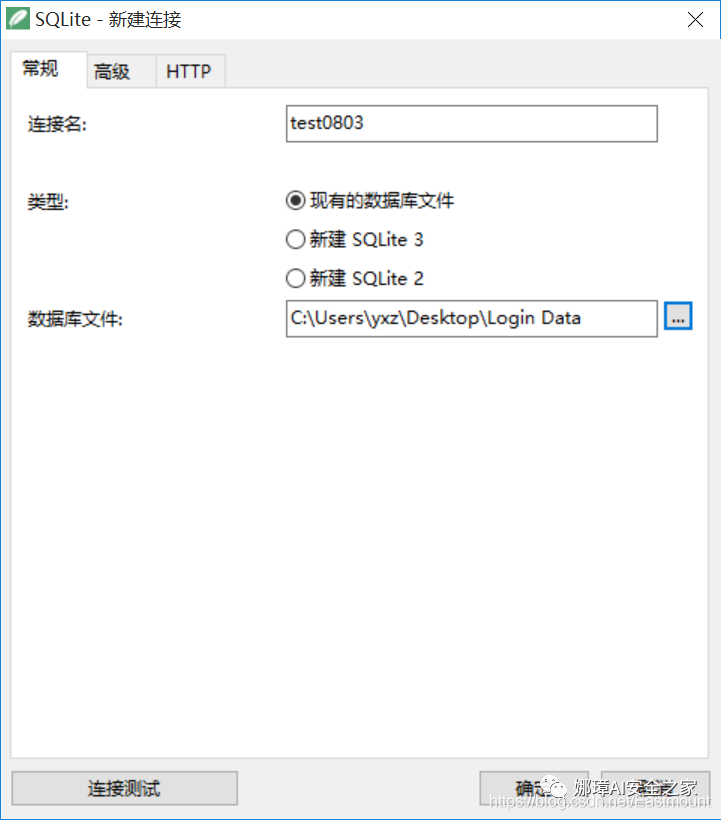 SQLite - 新建连接
常规 高级 HTTP
连接名: test0803
类型: 现有的数据库文件
新建 SQLite 3
新建 SQLite 2
数据库文件: C:\Users\yxz\Desktop\Login Data ...
连接测试 确定
娜璋AI安全之家
https://blog.csdn.net/Eastmount